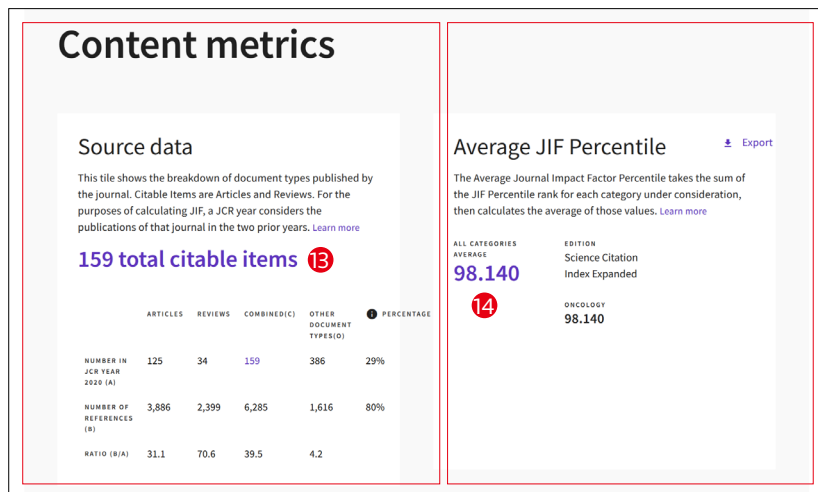 Content metrics
Source data
This tile shows the breakdown of document types published by
the journal. Citable Items are Articles and Reviews. For the
purposes of calculating JIF, a JCR year considers the
publications of that journal in the two prior years. Learn more
159 total citable items 13
ARTICLES REVIEWS COMBINED(C) OTHER DOCUMENT TYPES(O) i PERCENTAGE
NUMBER IN JCR YEAR 2020 (A) 125 34 159 386 29%
NUMBER OF REFERENCES (B) 3,886 2,399 6,285 1,616 80%
RATIO (B/A) 31.1 70.6 39.5 4.2
Average JIF Percentile
Export
The Average Journal Impact Factor Percentile takes the sum of
the JIF Percentile rank for each category under consideration,
then calculates the average of those values. Learn more
ALL CATEGORIES
AVERAGE
98.140
14
EDITION
Science Citation
Index Expanded
ONCOLOGY
98.140